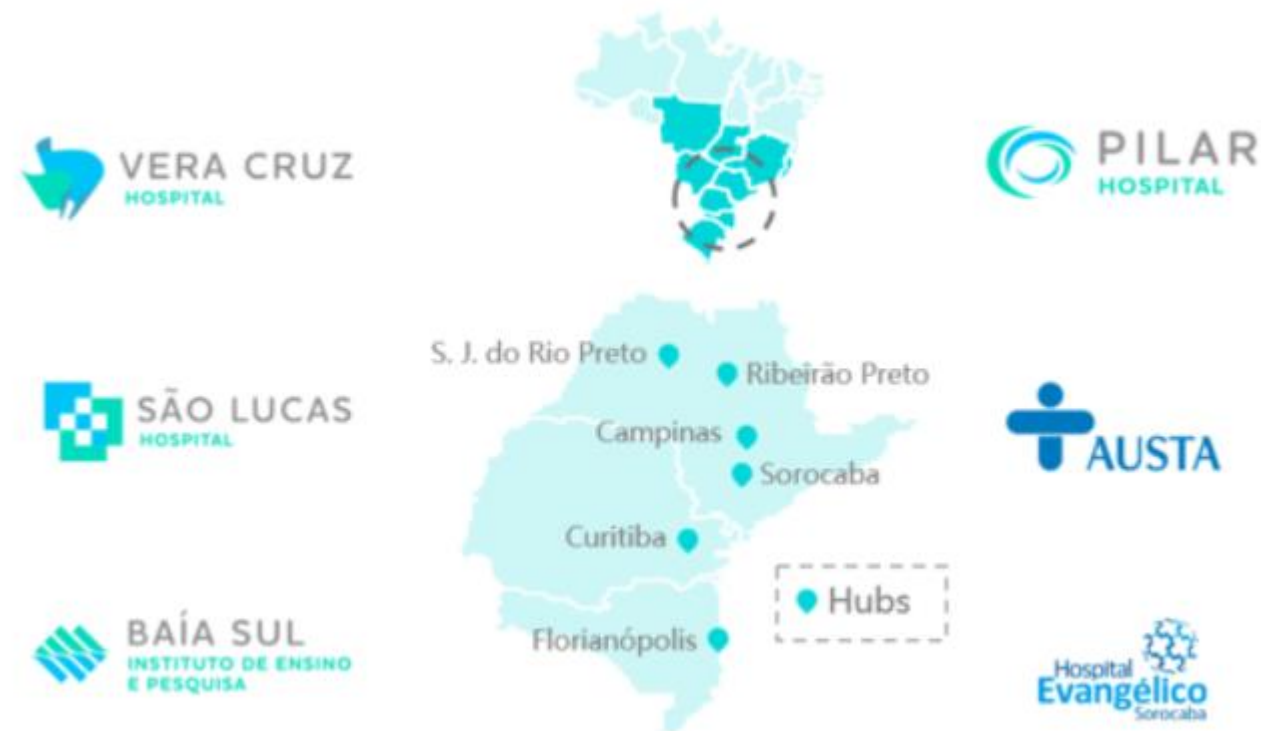 VERA CRUZ
HOSPITAL
PILAR
HOSPITAL
S. J. do Rio Preto
Ribeirão Preto
SÃO LUCAS
HOSPITAL
Campinas
AUSTA
Sorocaba
Curitiba
Hubs
BAÍA SUL
INSTITUTO DE ENSINO
E PESQUISA
Florianópolis
Hospital
Evangélico
Sorocaba